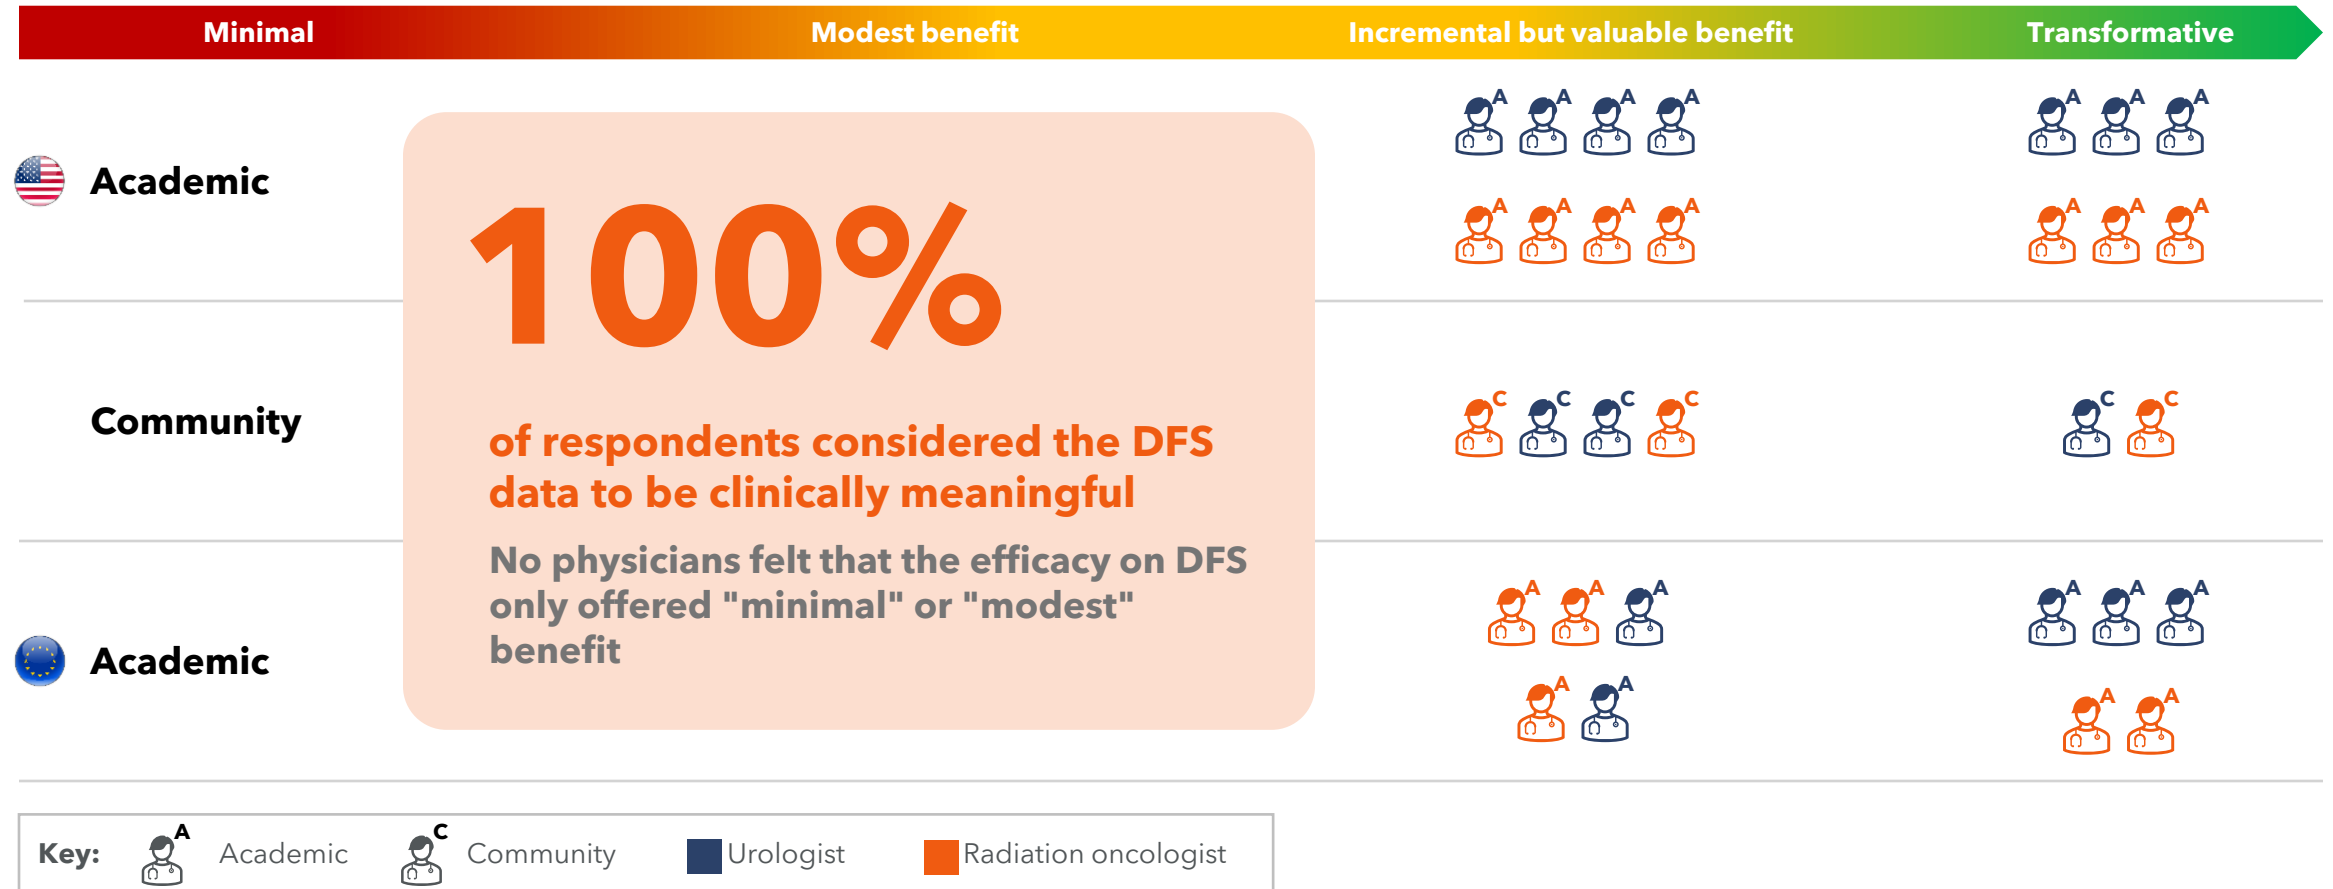 Minimal Modest benefit Incremental but valuable benefit Transformative
A A A A A A A
Academic
A A A A A A A
100%
Community
C C C C C C
of respondents considered the DFS
data to be clinically meaningful
No physicians felt that the efficacy on DFS
only offered "minimal" or "modest"
benefit
Academic
A A A A A A
A A A A
Key: A Academic C Community Urologist Radiation oncologist